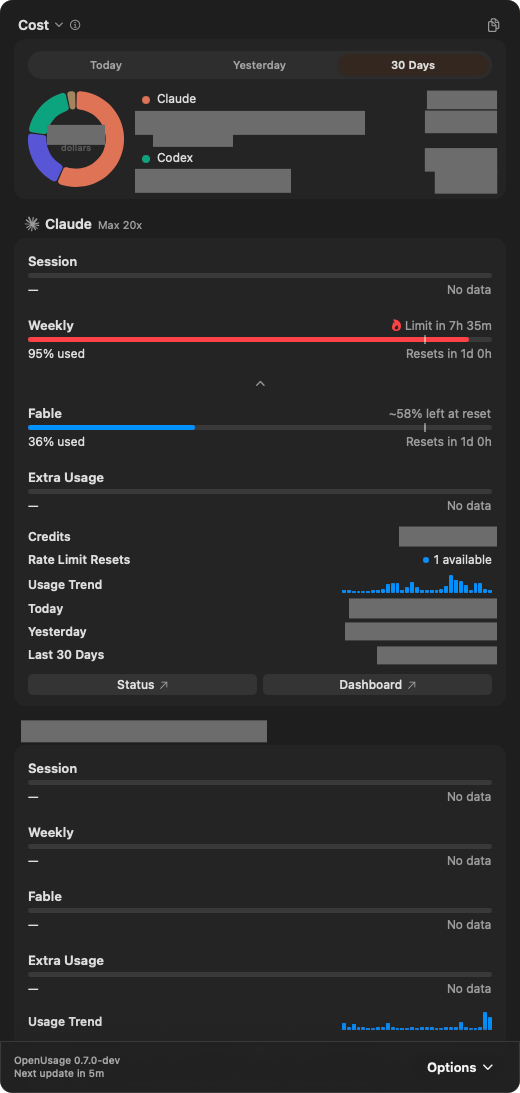 Cost
Today Yesterday 30 Days
Claude
dollars
Codex
Claude Max 20x
Session
— No data
Weekly Limit in 7h 35m
95% used Resets in 1d 0h
Fable ~58% left at reset
36% used Resets in 1d 0h
Extra Usage
— No data
Credits
Rate Limit Resets 1 available
Usage Trend
Today
Yesterday
Last 30 Days
Status Dashboard
Session
— No data
Weekly
— No data
Fable
— No data
Extra Usage
— No data
Usage Trend
OpenUsage 0.7.0-dev
Next update in 5m
Options